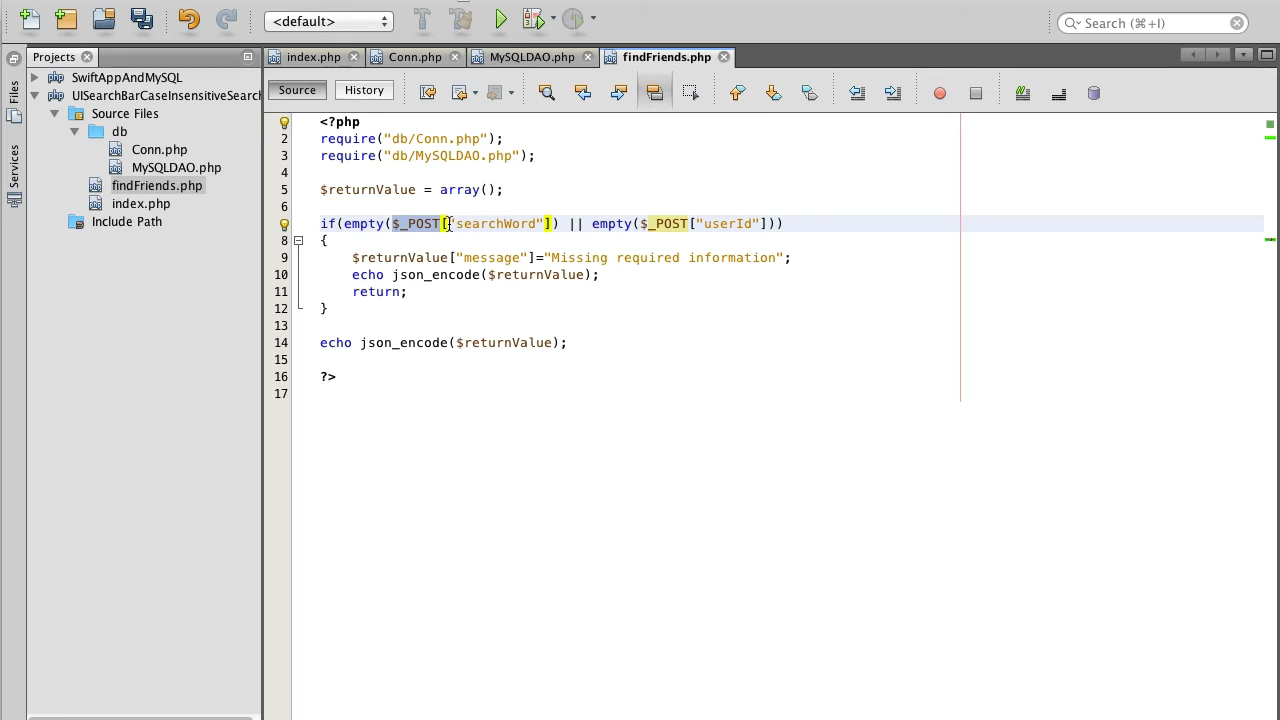 <default>
Search (⌘+I)
Projects
index.php
Conn.php
MySQLDAO.php
findFriends.php
Files
Services
SwiftAppAndMySQL
UISearchBarCaseInsensitiveSearch
Source Files
db
Conn.php
MySQLDAO.php
findFriends.php
index.php
Include Path
Source
History
<?php
2 require("db/Conn.php");
3 require("db/MySQLDAO.php");
4
5 $returnValue = array();
6
if(empty($_POST["searchWord"]) || empty($_POST["userId"]))
8 {
9 $returnValue["message"]="Missing required information";
10 echo json_encode($returnValue);
11 return;
12 }
13
14 echo json_encode($returnValue);
15
16 ?>
17